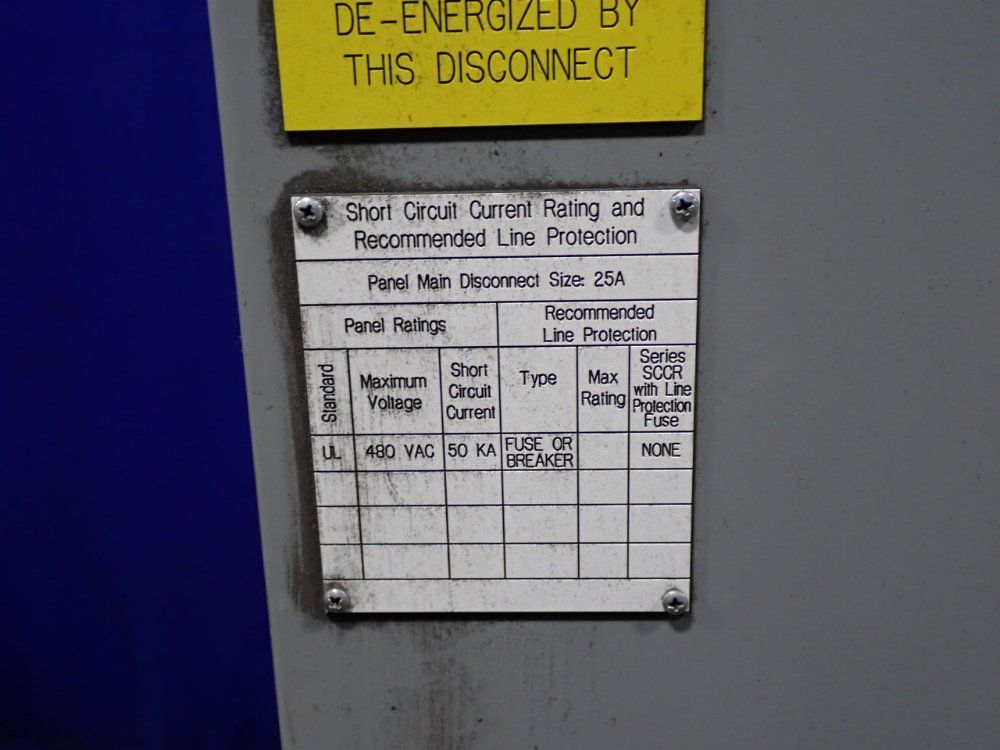 DE-ENERGIZED BY
THIS DISCONNECT
Short Circuit Current Rating and
Recommended Line Protection
Panel Main Disconnect Size: 25A
Panel Ratings
Recommended
Line Protection
Standard
Maximum
Voltage
Short
Circuit
Current
Type
Max
Rating
Series
SCCR
with Line
Protection
Fuse
UL
480 VAC
50 KA
FUSE OR
BREAKER
NONE